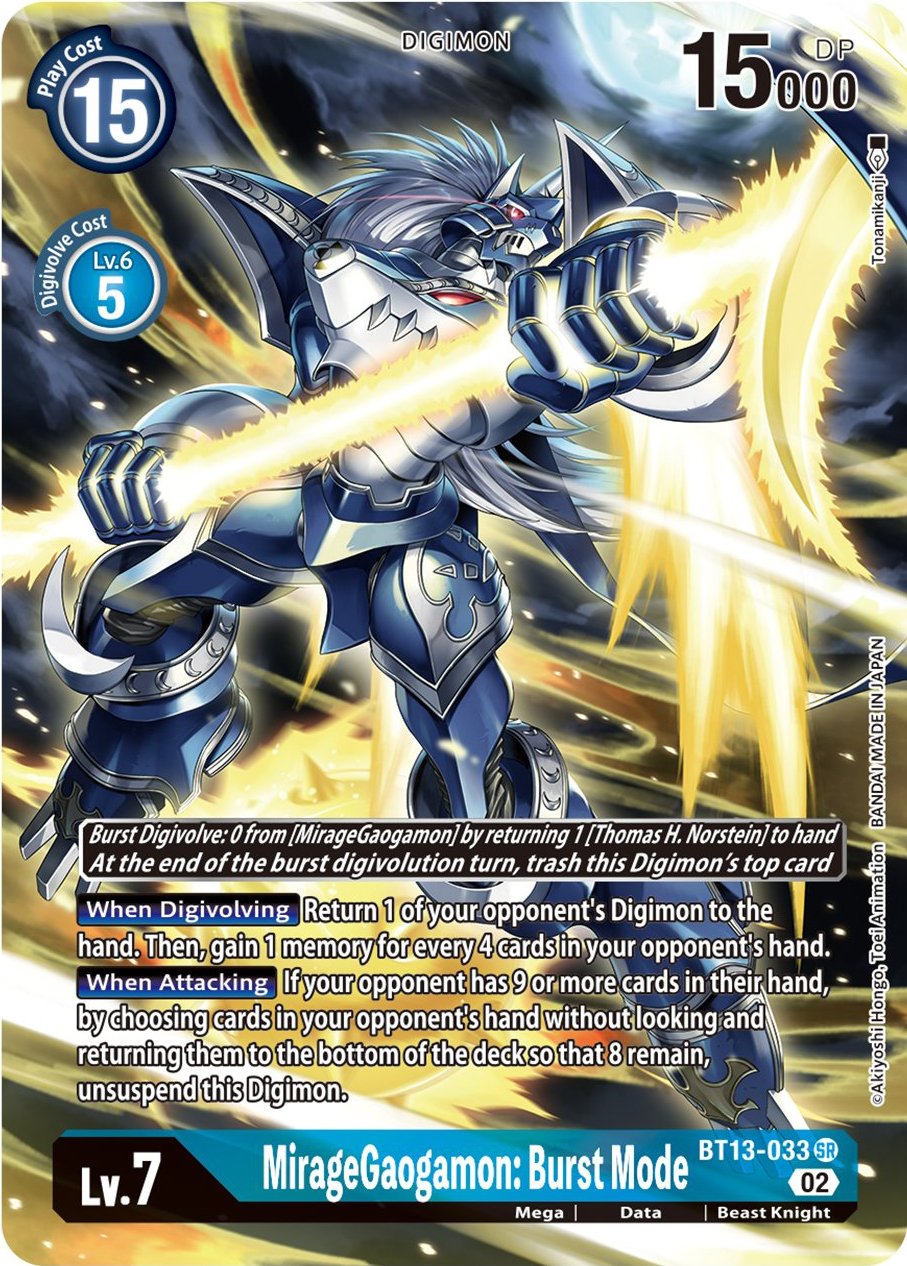 DIGIMON
Play Cost
15
15000
DP
Digivolve Cost
Lv.6
5
Tonamikanji
Burst Digivolve: 0 from [MirageGaogamon] by returning 1 [Thomas H. Norstein] to hand
At the end of the burst digivolution turn, trash this Digimon's top card
When Digivolving Return 1 of your opponent's Digimon to the
hand. Then, gain 1 memory for every 4 cards in your opponent's hand.
When Attacking If your opponent has 9 or more cards in their hand,
by choosing cards in your opponent's hand without looking and
returning them to the bottom of the deck so that 8 remain,
unsuspend this Digimon.
©Akiyoshi Hongo, Toei Animation BANDAI MADE IN JAPAN
Lv.7
MirageGaogamon: Burst Mode
BT13-033 SR
02
Mega | Data | Beast Knight